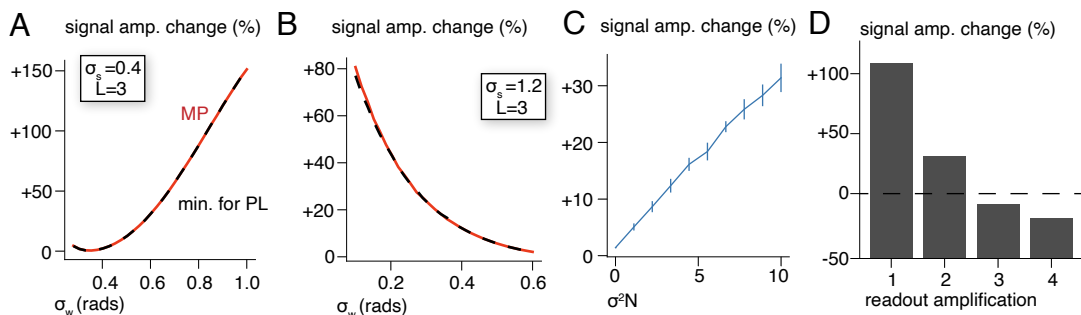 A
signal amp. change (%)
+150
+100
+50
0
σs=0.4
L=3
MP
min. for PL
0.4
0.6
0.8
1.0
σw (rads)
B
signal amp. change (%)
+80
+60
+40
+20
0
σs=1.2
L=3
0.2
0.4
0.6
σw (rads)
C
signal amp. change (%)
+30
+20
+10
0
0
5
10
σ²N
D
signal amp. change (%)
+100
+50
0
-50
1
2
3
4
readout amplification